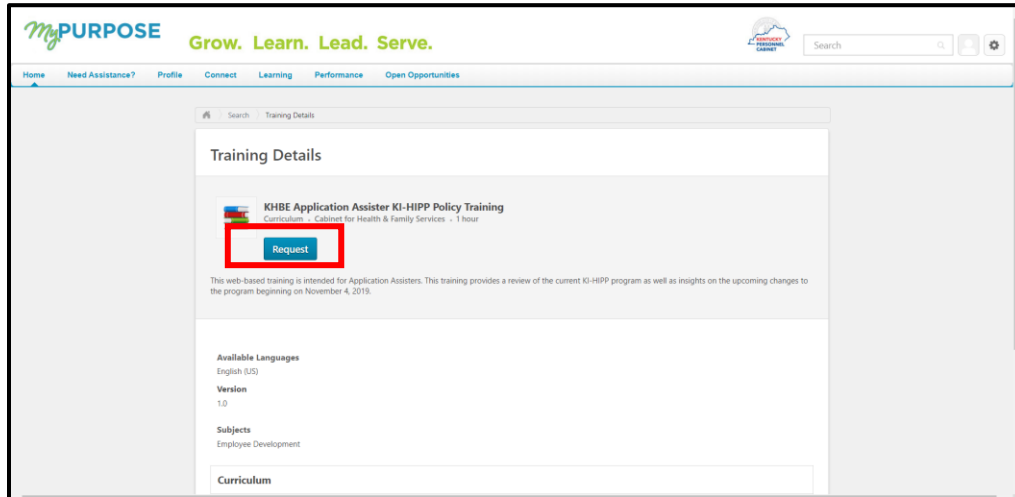 MyPURPOSE
Grow. Learn. Lead. Serve.
KENTUCKY
PERSONNEL
CABINET
Search
Home Need Assistance? Profile Connect Learning Performance Open Opportunities
Search Training Details
Training Details
KHBE Application Assister KI-HIPP Policy Training
Curriculum • Cabinet for Health & Family Services • 1 hour
Request
This web-based training is intended for Application Assisters. This training provides a review of the current KI-HIPP program as well as insights on the upcoming changes to
the program beginning on November 4, 2019.
Available Languages
English (US)
Version
1.0
Subjects
Employee Development
Curriculum